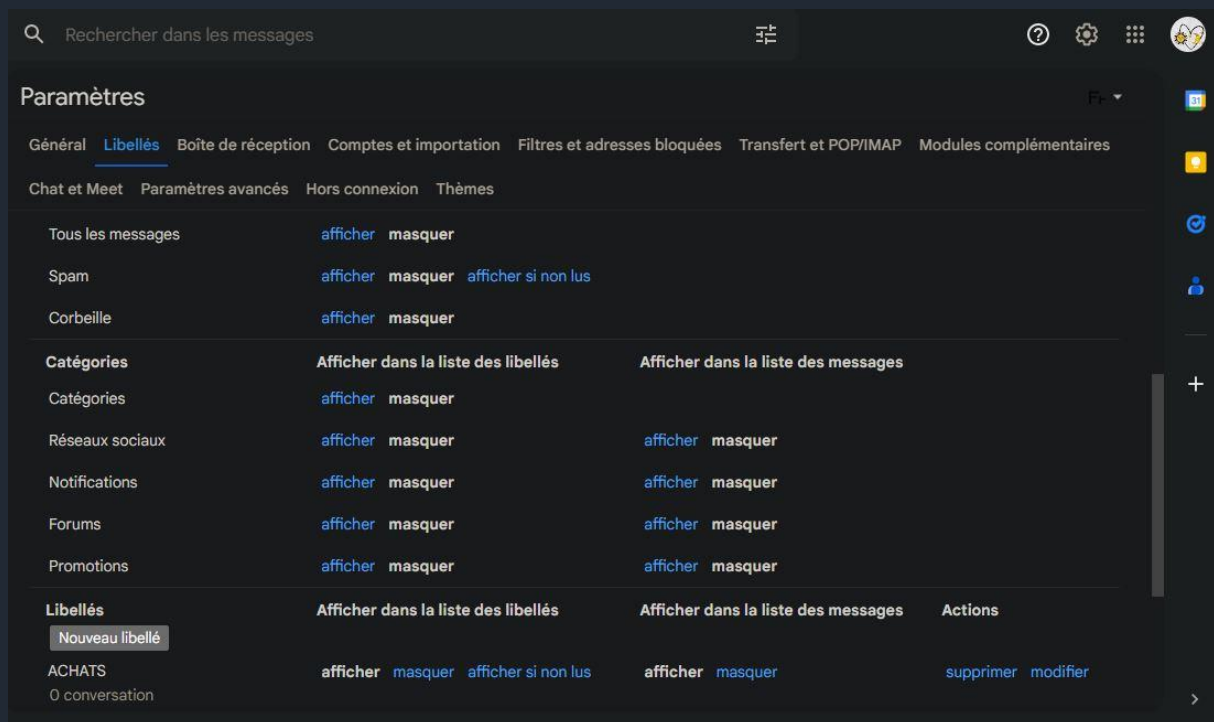 Rechercher dans les messages
Paramètres
Fr
Général Libellés Boîte de réception Comptes et importation Filtres et adresses bloquées Transfert et POP/IMAP Modules complémentaires
Chat et Meet Paramètres avancés Hors connexion Thèmes
Tous les messages afficher masquer
Spam afficher masquer afficher si non lus
Corbeille afficher masquer
Catégories Afficher dans la liste des libellés Afficher dans la liste des messages
Catégories afficher masquer
Réseaux sociaux afficher masquer afficher masquer
Notifications afficher masquer afficher masquer
Forums afficher masquer afficher masquer
Promotions afficher masquer afficher masquer
Libellés Afficher dans la liste des libellés Afficher dans la liste des messages Actions
Nouveau libellé
ACHATS afficher masquer afficher si non lus afficher masquer supprimer modifier
0 conversation
31